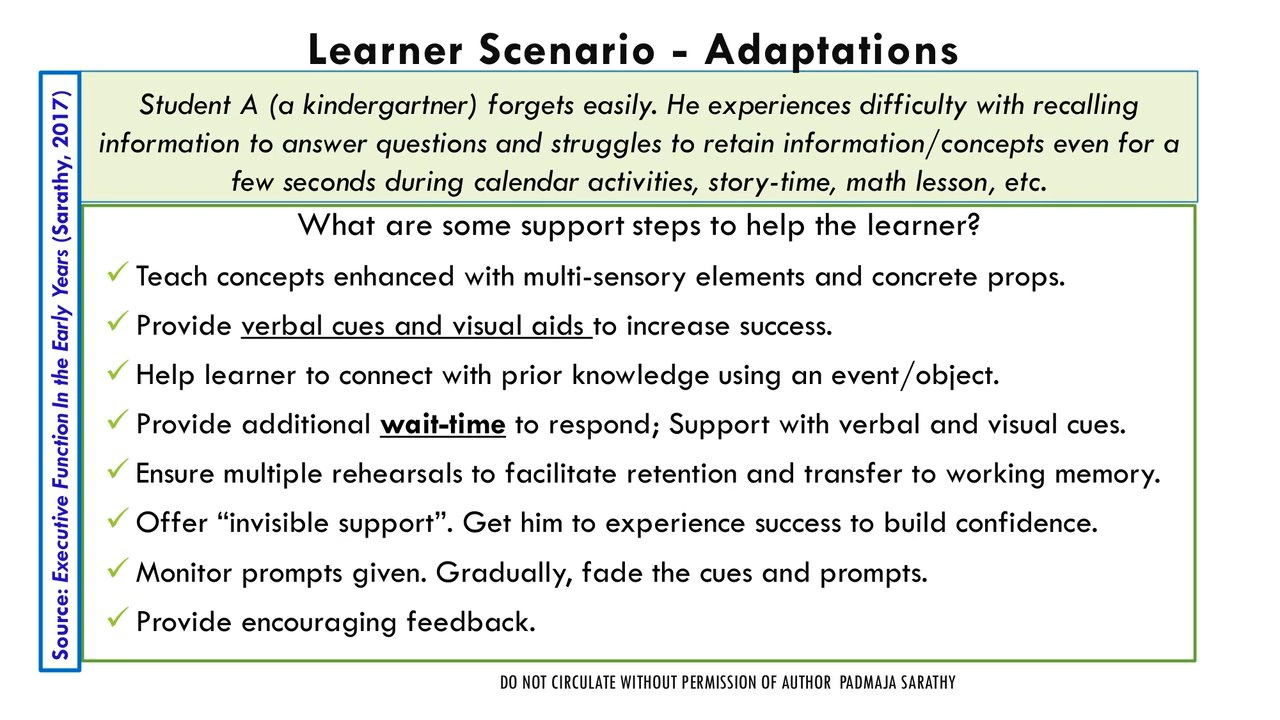 Learner Scenario - Adaptations
Source: Executive Function In the Early Years (Sarathy, 2017)
Student A (a kindergartner) forgets easily. He experiences difficulty with recalling
information to answer questions and struggles to retain information/concepts even for a
few seconds during calendar activities, story-time, math lesson, etc.
What are some support steps to help the learner?
✓ Teach concepts enhanced with multi-sensory elements and concrete props.
✓ Provide verbal cues and visual aids to increase success.
✓ Help learner to connect with prior knowledge using an event/object.
✓ Provide additional wait-time to respond; Support with verbal and visual cues.
✓ Ensure multiple rehearsals to facilitate retention and transfer to working memory.
✓ Offer “invisible support”. Get him to experience success to build confidence.
✓ Monitor prompts given. Gradually, fade the cues and prompts.
✓ Provide encouraging feedback.
DO NOT CIRCULATE WITHOUT PERMISSION OF AUTHOR PADMAJA SARATHY